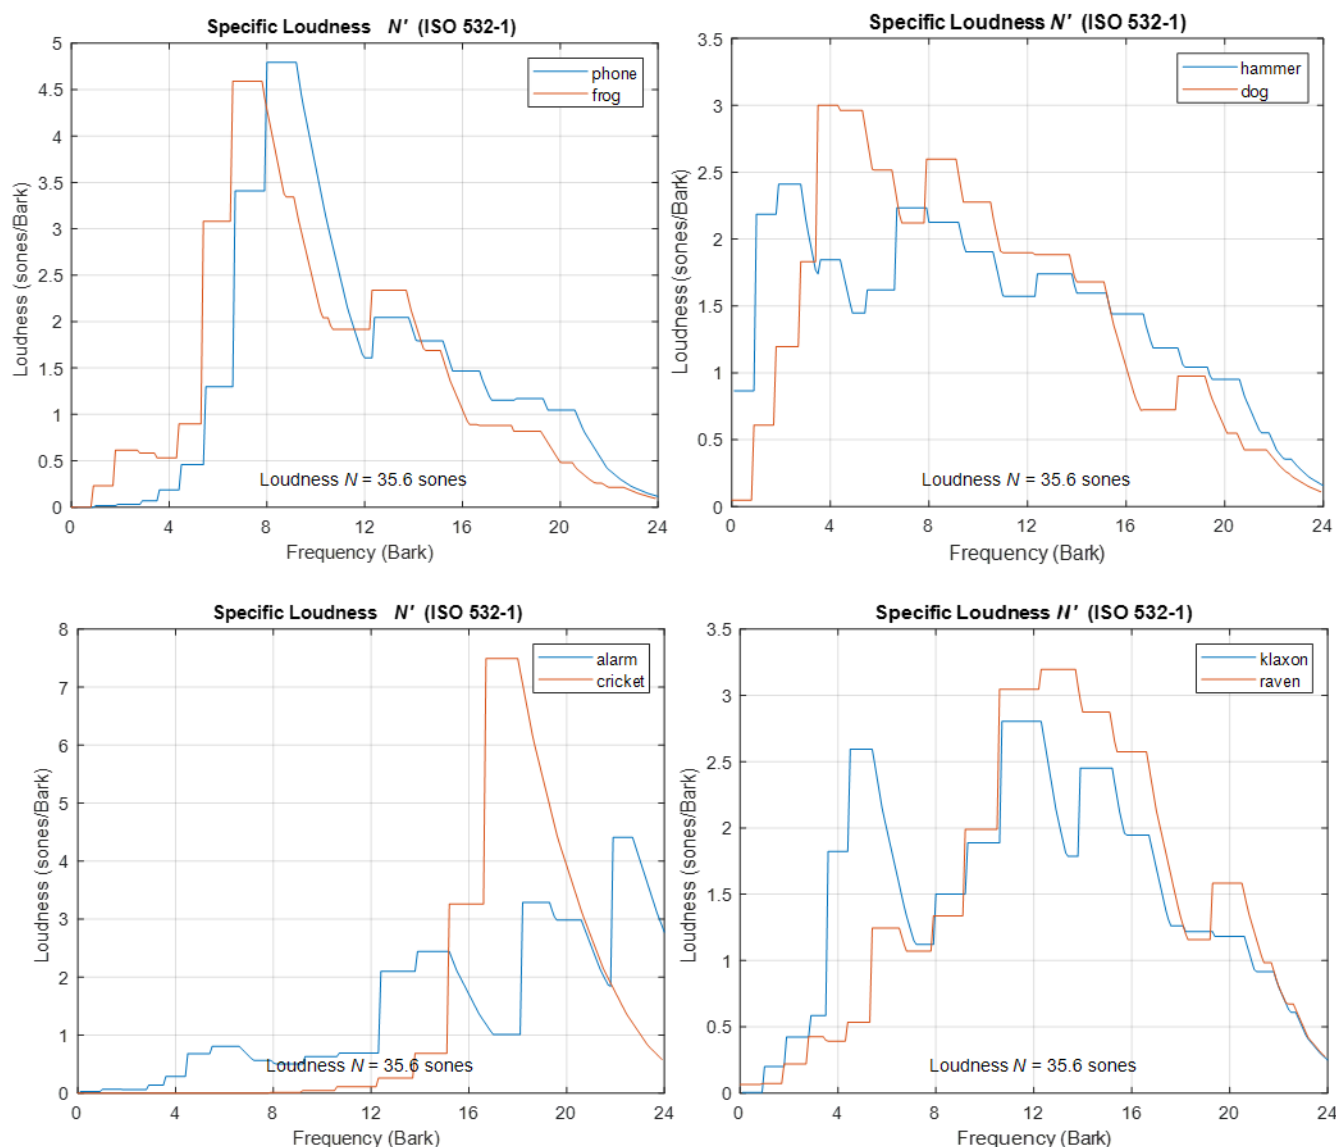 Specific Loudness N' (ISO 532-1)
5
4.5
4
3.5
3
2.5
2
1.5
1
0.5
0
Loudness (sones/Bark)
phone
frog
Loudness N = 35.6 sones
0 4 8 12 16 20 24
Frequency (Bark)
Specific Loudness N' (ISO 532-1)
3.5
3
2.5
2
1.5
1
0.5
0
Loudness (sones/Bark)
hammer
dog
Loudness N = 35.6 sones
0 4 8 12 16 20 24
Frequency (Bark)
Specific Loudness N' (ISO 532-1)
8
7
6
5
4
3
2
1
0
Loudness (sones/Bark)
alarm
cricket
Loudness N = 35.6 sones
0 4 8 12 16 20 24
Frequency (Bark)
Specific Loudness N' (ISO 532-1)
3.5
3
2.5
2
1.5
1
0.5
0
Loudness (sones/Bark)
klaxon
raven
Loudness N = 35.6 sones
0 4 8 12 16 20 24
Frequency (Bark)